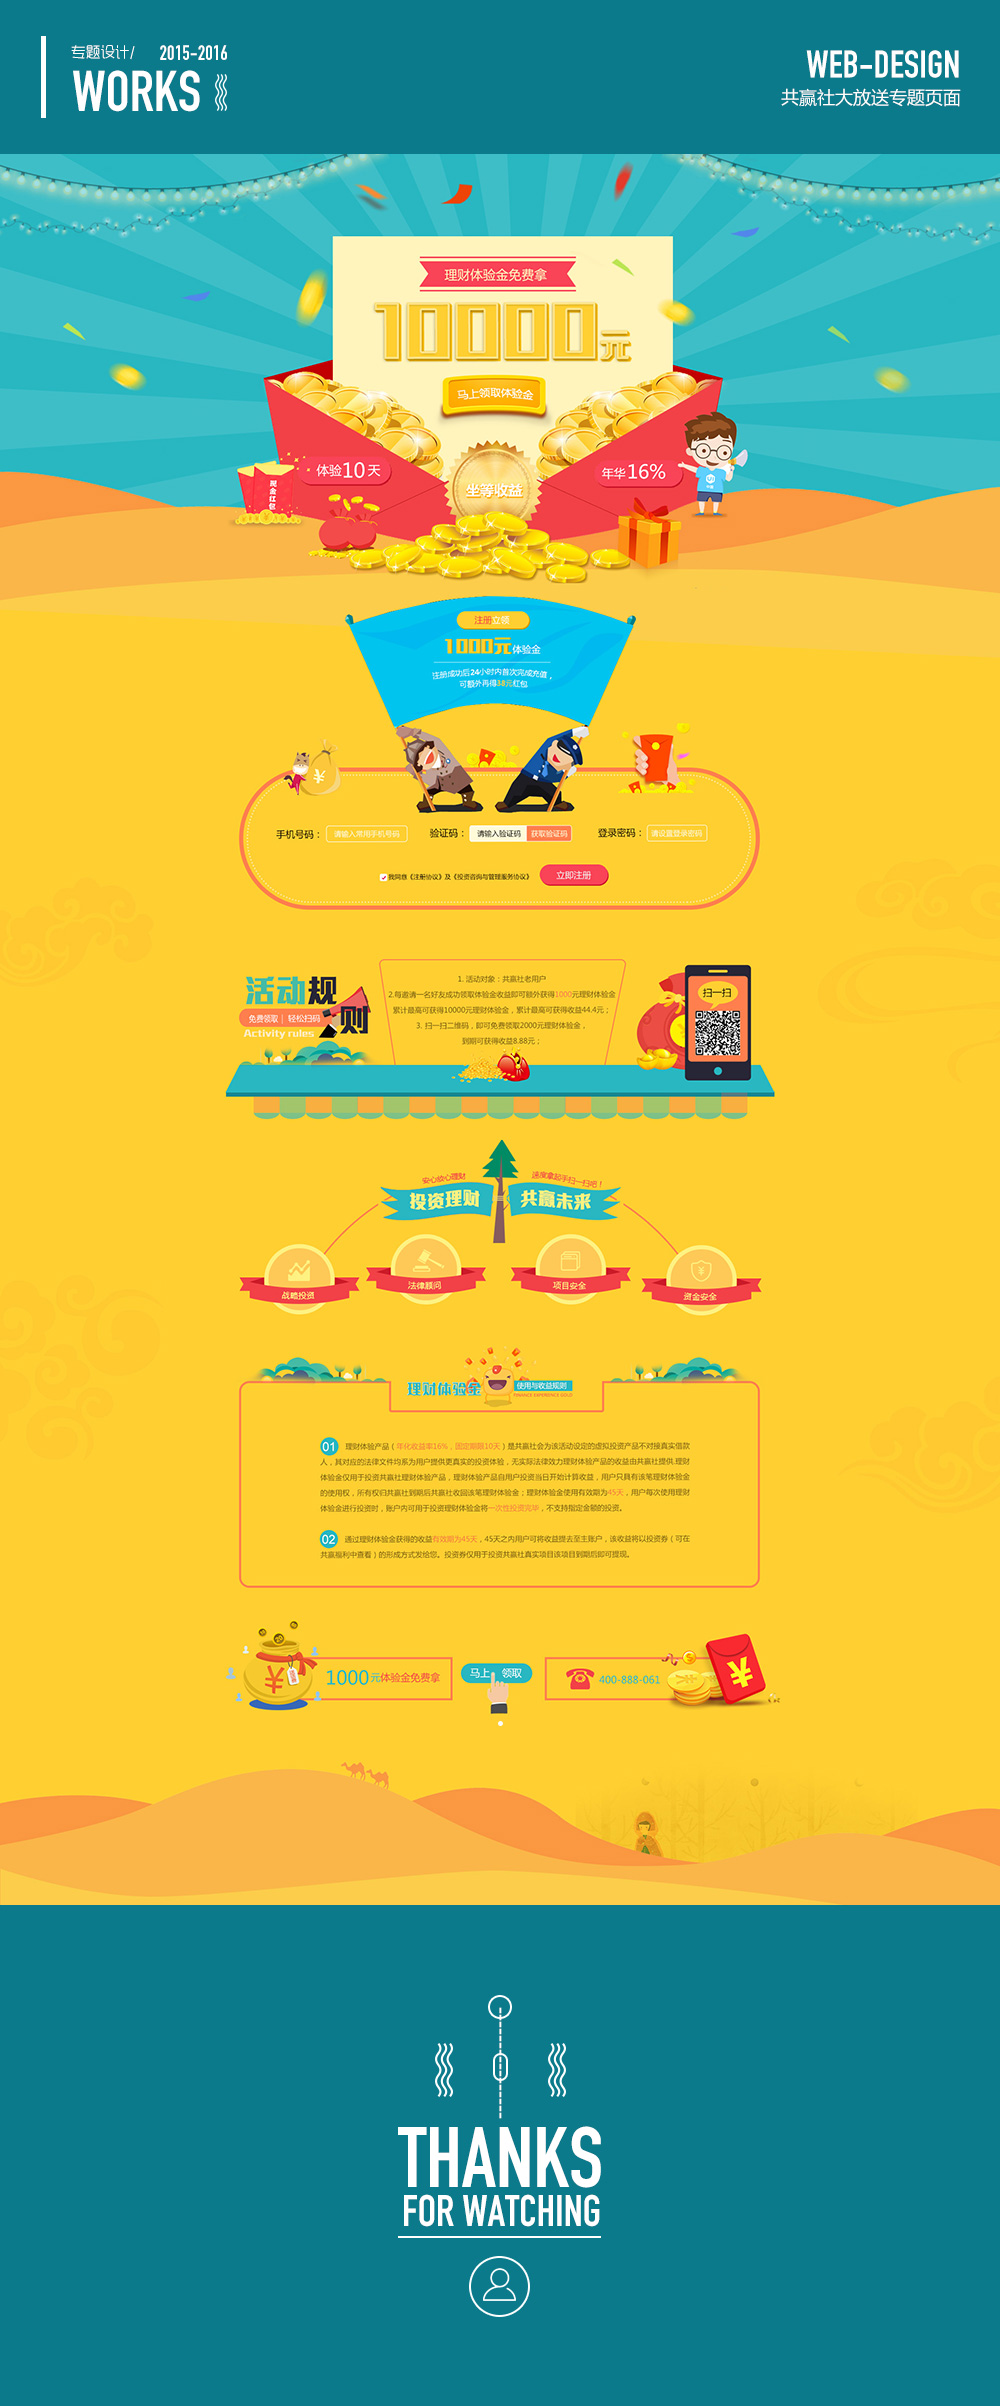 专题设计/ 2015-2016
WORKS
WEB-DESIGN
共赢社大放送专题页面
理财体验金免费拿
10000元
马上领取体验金
体验10天
年华16%
坐等收益
现金红包
注册立领
1000元体验金
注册成功后24小时内首次完成充值，
可额外再得38元红包
手机号码： 请输入常用手机号码
验证码： 请输入验证码 获取验证码
登录密码： 请设置登录密码
我同意《注册协议》及《投资咨询与管理服务协议》
立即注册
活动规则
免费领取 | 轻松扫码
Activity rules
1. 活动对象：共赢社老用户
2.每邀请一名好友成功领取体验金收益即可额外获得1000元理财体验金
累计最高可获得10000元理财体验金，累计最高可获得收益44.4元；
3. 扫一扫二维码，即可免费领取2000元理财体验金，
到期可获得收益8.88元；
扫一扫
安心放心理财
速度拿起手扫一扫吧！
投资理财
共赢未来
战略投资
法律顾问
项目安全
资金安全
理财体验金
使用与收益规则
FINANCE EXPERIENCE GOLD
01 理财体验产品（年化收益率16%，固定期限10天）是共赢社会为该活动设定的虚拟投资产品不对接真实借款
人，其对应的法律文件均系为用户提供更真实的投资体验，无实际法律效力理财体验产品的收益由共赢社提供.理财
体验金仅用于投资共赢社理财体验产品，理财体验产品自用户投资当日开始计算收益，用户只具有该笔理财体验金
的使用权，所有权归共赢社到期后共赢社收回该笔理财体验金；理财体验金使用有效期为45天，用户每次使用理财
体验金进行投资时，账户内可用于投资理财体验金将一次性投资完毕，不支持指定金额的投资。
02 通过理财体验金获得的收益有效期为45天，45天之内用户可将收益提去至主账户，该收益将以投资券（可在
共赢福利中查看）的形成方式发给您。投资券仅用于投资共赢社真实项目该项目到期后即可提现。
1000元体验金免费拿
马上 领取
400-888-061
THANKS
FOR WATCHING